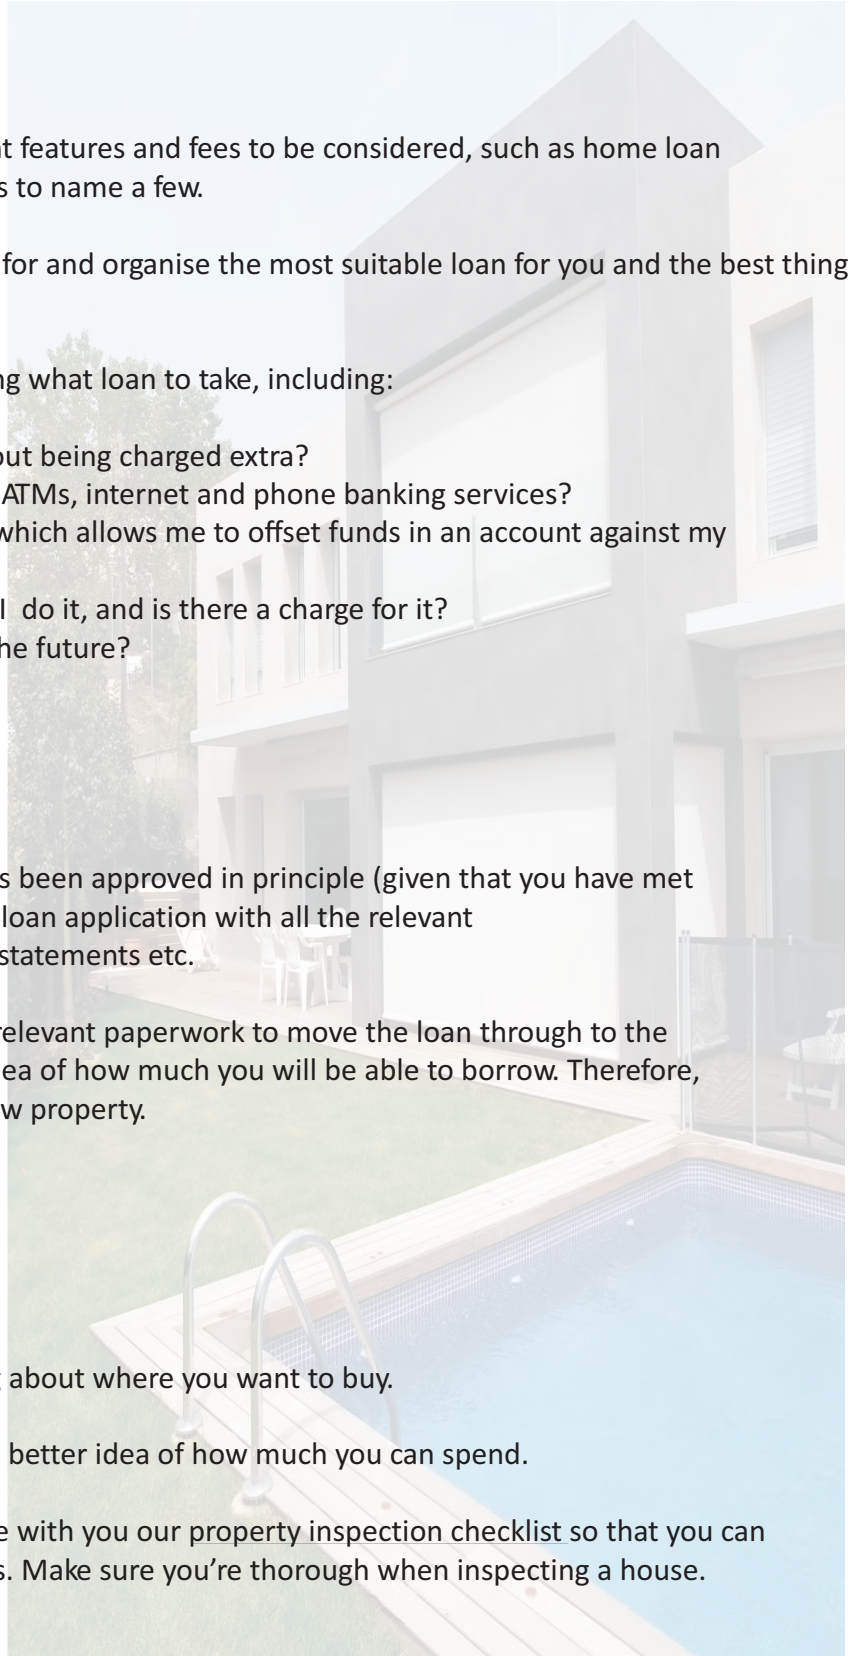 t features and fees to be considered, such as home loan
s to name a few.
for and organise the most suitable loan for you and the best thing
ng what loan to take, including:
out being charged extra?
ATMs, internet and phone banking services?
which allows me to offset funds in an account against my
I do it, and is there a charge for it?
he future?
s been approved in principle (given that you have met
loan application with all the relevant
statements etc.
relevant paperwork to move the loan through to the
ea of how much you will be able to borrow. Therefore,
w property.
about where you want to buy.
better idea of how much you can spend.
e with you our property inspection checklist so that you can
s. Make sure you’re thorough when inspecting a house.